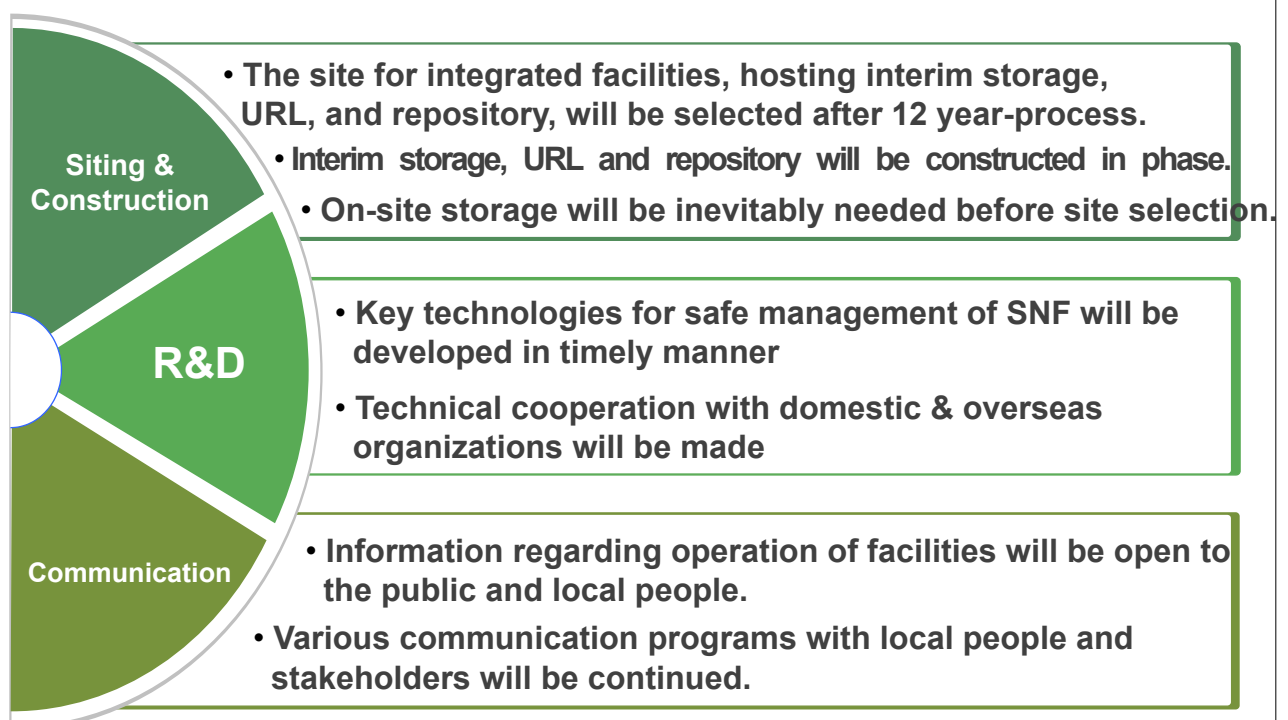 Siting &
Construction
• The site for integrated facilities, hosting interim storage,
URL, and repository, will be selected after 12 year-process.
• Interim storage, URL and repository will be constructed in phase.
• On-site storage will be inevitably needed before site selection.
R&D
• Key technologies for safe management of SNF will be
developed in timely manner
• Technical cooperation with domestic & overseas
organizations will be made
Communication
• Information regarding operation of facilities will be open to
the public and local people.
• Various communication programs with local people and
stakeholders will be continued.